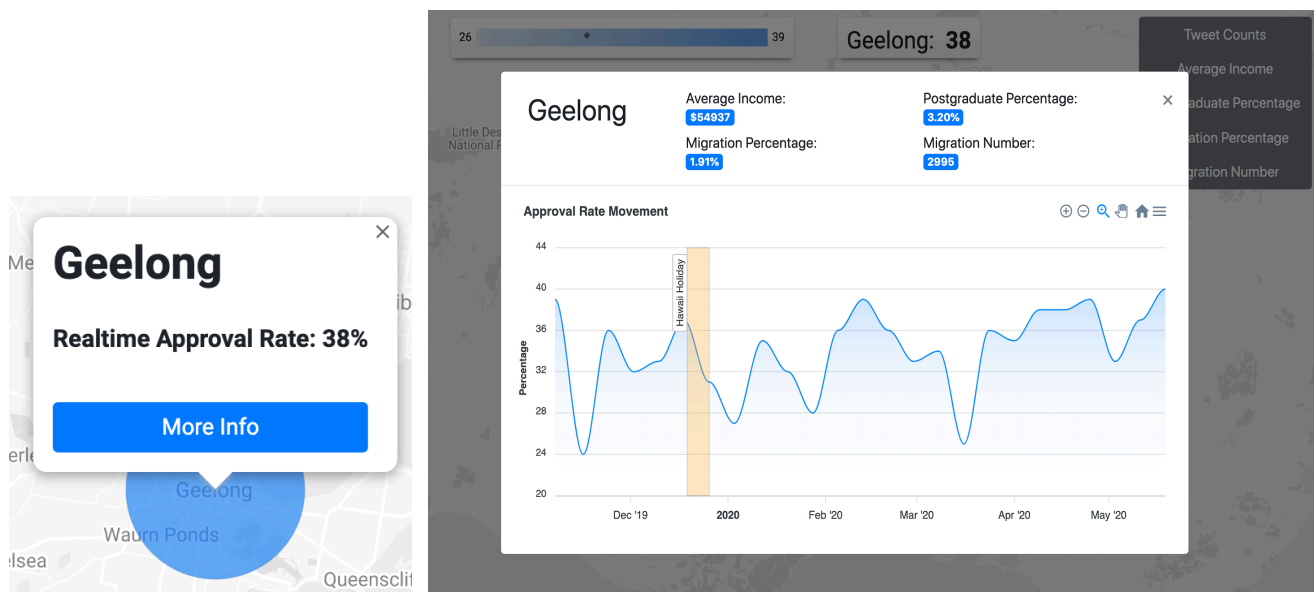 Me
Geelong
ib
Realtime Approval Rate: 38%
More Info
erle
Geelong
Waurn Ponds
elsea
Queenscli
26
39
Geelong: 38
Tweet Counts
Average Income
aduate Percentage
ation Percentage
gration Number
Little Des
National P
Geelong
Average Income:
$54937
Postgraduate Percentage:
3.20%
Migration Percentage:
1.91%
Migration Number:
2995
Approval Rate Movement
44
40
36
32
28
24
20
Percentage
Hawaii Holiday
Dec '19
2020
Feb '20
Mar '20
Apr '20
May '20